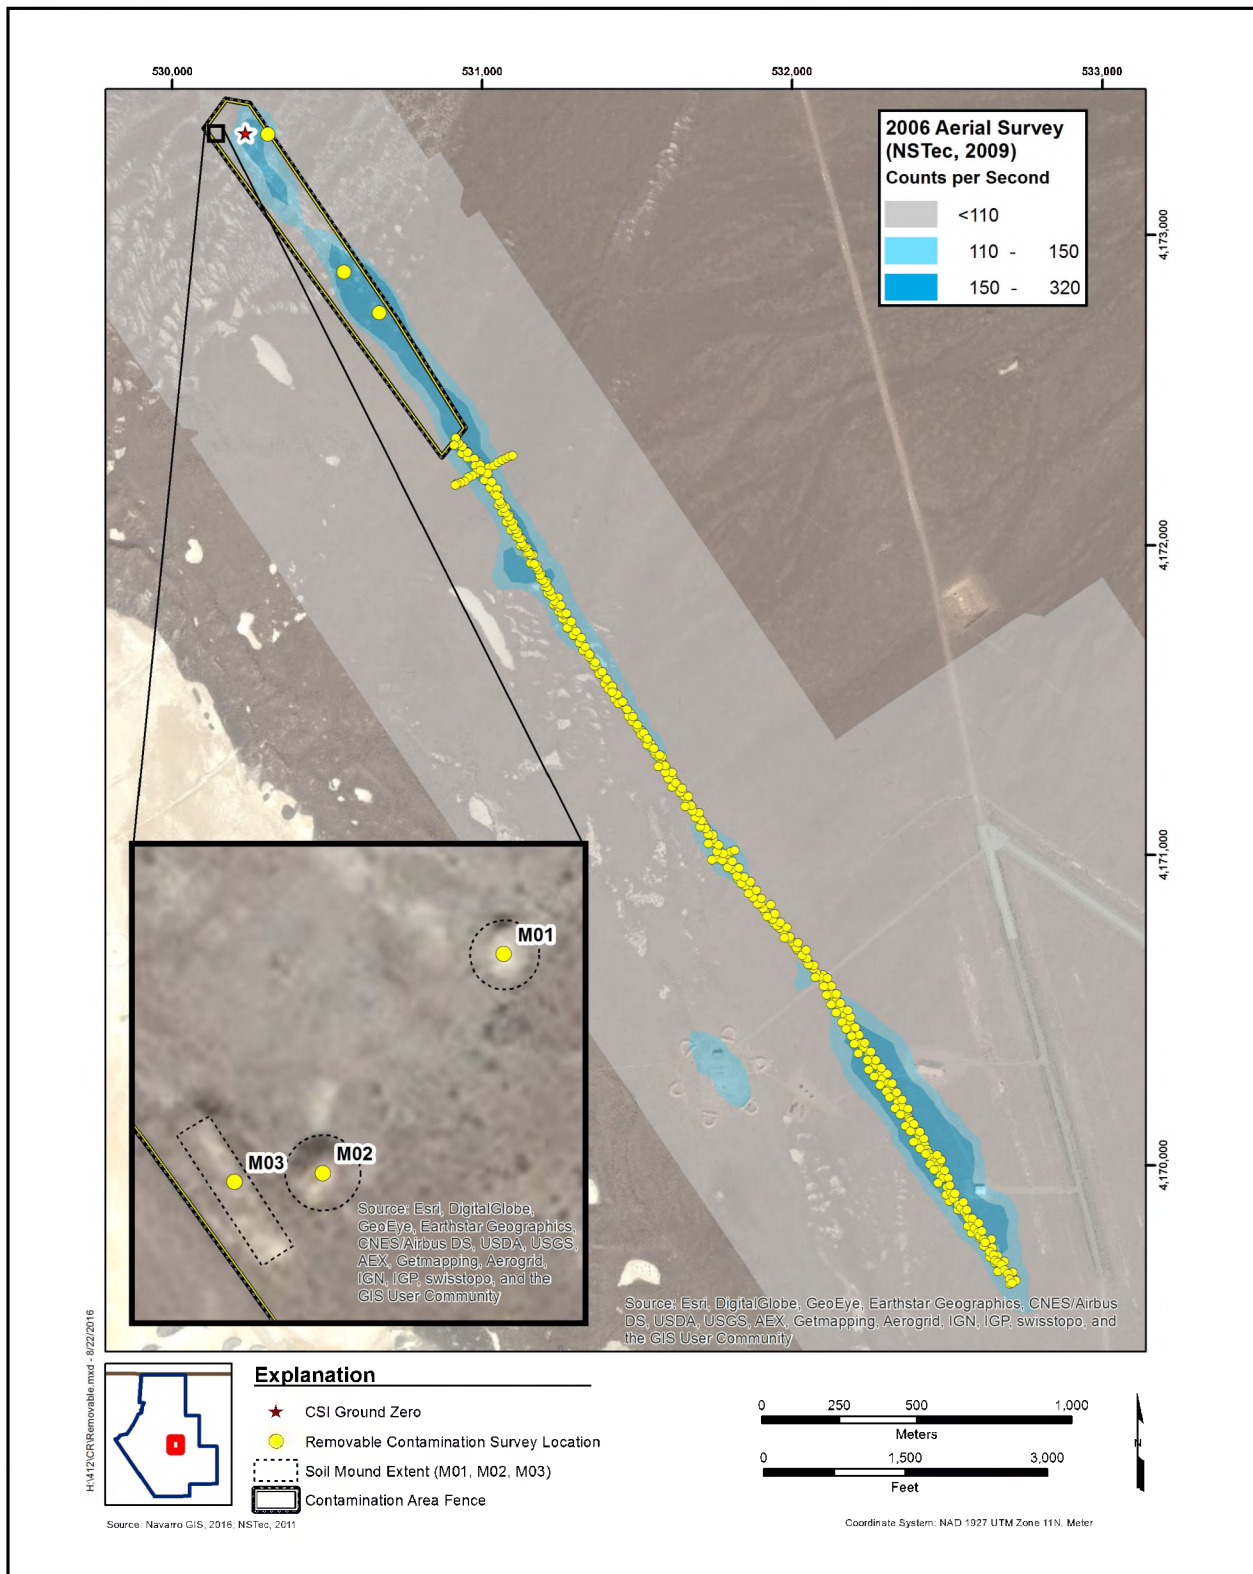 530,000
531,000
532,000
533,000
2006 Aerial Survey
(NSTec, 2009)
Counts per Second
<110
110 - 150
150 - 320
4,173,000
4,172,000
4,171,000
4,170,000
M01
M02
M03
Source: Esri, DigitalGlobe,
GeoEye, Earthstar Geographics,
CNES/Airbus DS, USDA, USGS,
AEX, Getmapping, Aerogrid,
IGN, IGP, swisstopo, and the
GIS User Community
Source: Esri, DigitalGlobe, GeoEye, Earthstar Geographics, CNES/Airbus
DS, USDA, USGS, AEX, Getmapping, Aerogrid, IGN, IGP, swisstopo, and
the GIS User Community
H:\412\CR\Removable.mxd - 8/22/2016
Explanation
CSI Ground Zero
Removable Contamination Survey Location
Soil Mound Extent (M01, M02, M03)
Contamination Area Fence
0 250 500 1,000
Meters
0 1,500 3,000
Feet
N
Source: Navarro GIS, 2016; NSTec, 2011
Coordinate System: NAD 1927 UTM Zone 11N, Meter